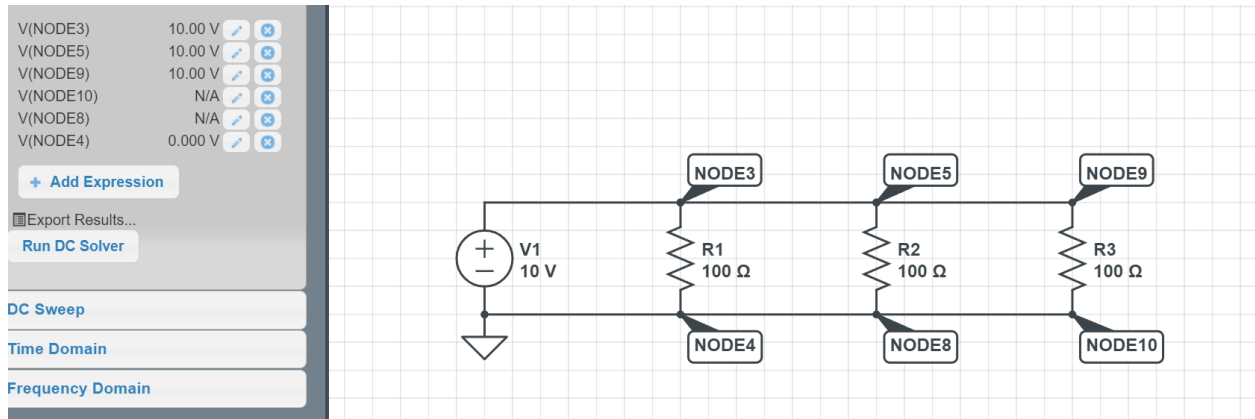 V(NODE3) 10.00 V
V(NODE5) 10.00 V
V(NODE9) 10.00 V
V(NODE10) N/A
V(NODE8) N/A
V(NODE4) 0.000 V
+ Add Expression
Export Results...
Run DC Solver
DC Sweep
Time Domain
Frequency Domain
NODE3 NODE5 NODE9
V1 R1 R2 R3
10 V 100 Ω 100 Ω 100 Ω
NODE4 NODE8 NODE10